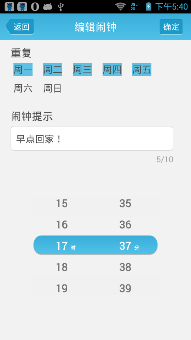 下午5:40
返回 编辑闹钟 确定
重复
周一 周二 周三 周四 周五
周六 周日
闹钟提示
早点回家！
5/10
15 35
16 36
17 时 37 分
18 38
19 39